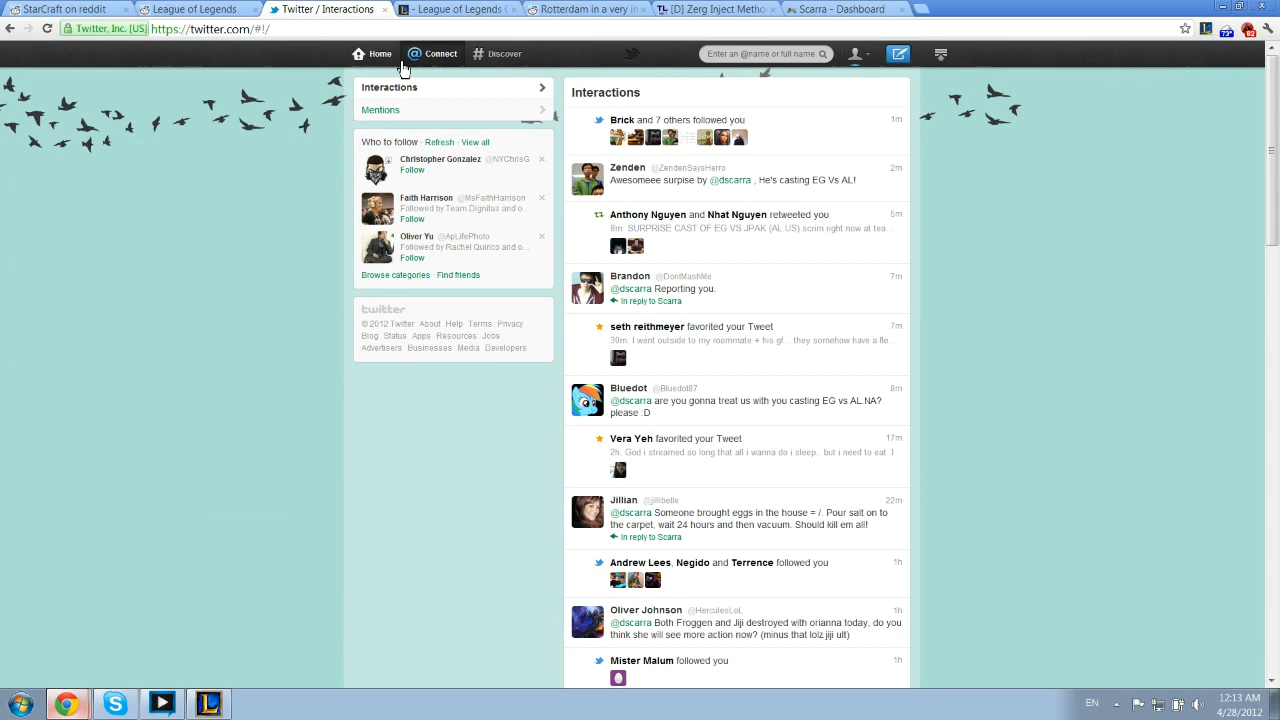 StarCraft on reddit
League of Legends
Twitter / Interactions
- League of Legends (
Rotterdam in a very in
[D] Zerg Inject Metho
Scarra - Dashboard
Twitter, Inc. [US]
https://twitter.com/#!/
73°
Home
Connect
Discover
Enter an @name or full name
Interactions
Mentions
Who to follow · Refresh · View all
Christopher Gonzalez @NYChrisG
Follow
Faith Harrison @MsFaithHarrison
Followed by Team Dignitas and o...
Follow
Oliver Yu @ApLifePhoto
Followed by Rachel Quirico and o...
Follow
Browse categories · Find friends
twitter
© 2012 Twitter About Help Terms Privacy
Blog Status Apps Resources Jobs
Advertisers Businesses Media Developers
Interactions
Brick and 7 others followed you
1m
Zenden @ZendenSaysHerro
2m
Awesomeee surpise by @dscarra , He's casting EG Vs AL!
Anthony Nguyen and Nhat Nguyen retweeted you
5m
8m: SURPRISE CAST OF EG VS JPAK (AL US) scrim right now at tea...
Brandon @DontMashMe
7m
@dscarra Reporting you.
In reply to Scarra
seth reithmeyer favorited your Tweet
7m
30m: I went outside to my roommate + his gf... they somehow have a fle...
Bluedot @Bluedot87
8m
@dscarra are you gonna treat us with you casting EG vs AL.NA?
please :D
Vera Yeh favorited your Tweet
17m
2h: God i streamed so long that all i wanna do i sleep.. but i need to eat :l
Jillian @jillibelle
22m
@dscarra Someone brought eggs in the house = /. Pour salt on to
the carpet, wait 24 hours and then vacuum. Should kill em all!
In reply to Scarra
Andrew Lees, Negido and Terrence followed you
1h
Oliver Johnson @HerculesLoL
1h
@dscarra Both Froggen and Jiji destroyed with orianna today, do you
think she will see more action now? (minus that lolz jiji ult)
Mister Malum followed you
1h
EN
12:13 AM
4/28/2012